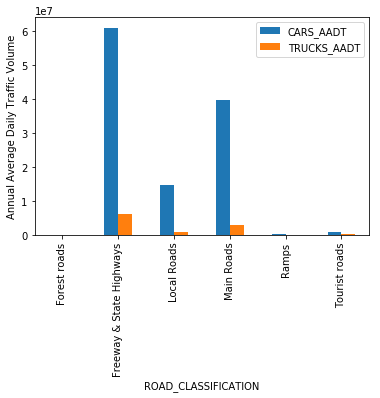 1e7
CARS_AADT
TRUCKS_AADT
6
5
4
3
2
1
0
Annual Average Daily Traffic Volume
Forest roads
Freeway & State Highways
Local Roads
Main Roads
Ramps
Tourist roads
ROAD_CLASSIFICATION